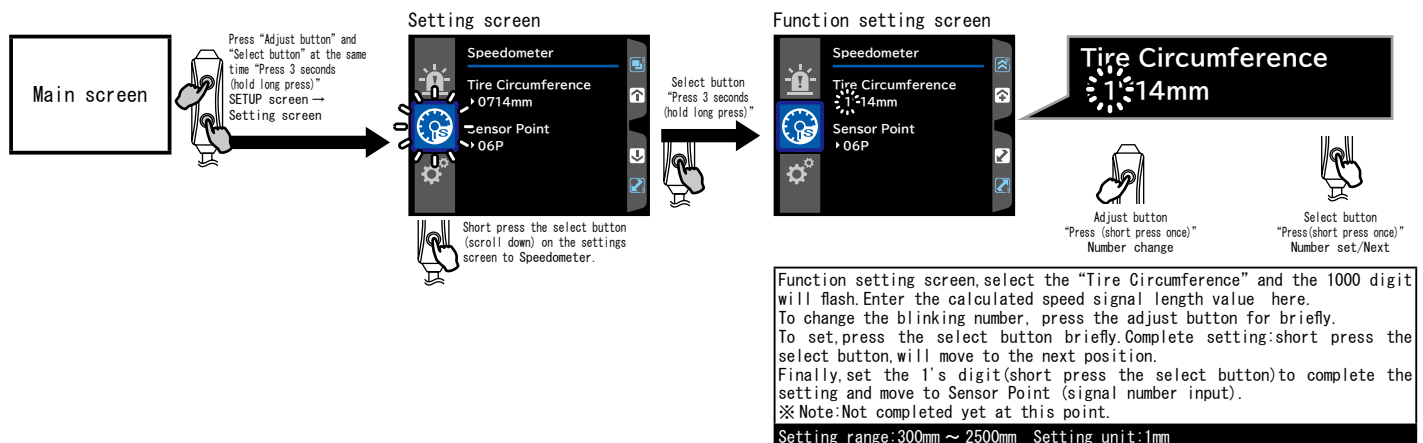 Main screen
Press “Adjust button” and
“Select button” at the same
time “Press 3 seconds
(hold long press)”
SETUP screen→
Setting screen
Setting screen
Speedometer
Tire Circumference
0714mm
Sensor Point
06P
Short press the select button
(scroll down) on the settings
screen to Speedometer.
Select button
“Press 3 seconds
(hold long press)”
Function setting screen
Speedometer
Tire Circumference
1 14mm
Sensor Point
06P
Tire Circumference
1 14mm
Adjust button
“Press (short press once)”
Number change
Select button
“Press(short press once)”
Number set/Next
Function setting screen,select the “Tire Circumference” and the 1000 digit
will flash.Enter the calculated speed signal length value here.
To change the blinking number, press the adjust button for briefly.
To set,press the select button briefly.Complete setting:short press the
select button,will move to the next position.
Finally,set the 1's digit(short press the select button)to complete the
setting and move to Sensor Point (signal number input).
※Note:Not completed yet at this point.
Setting range:300mm～2500mm Setting unit:1mm